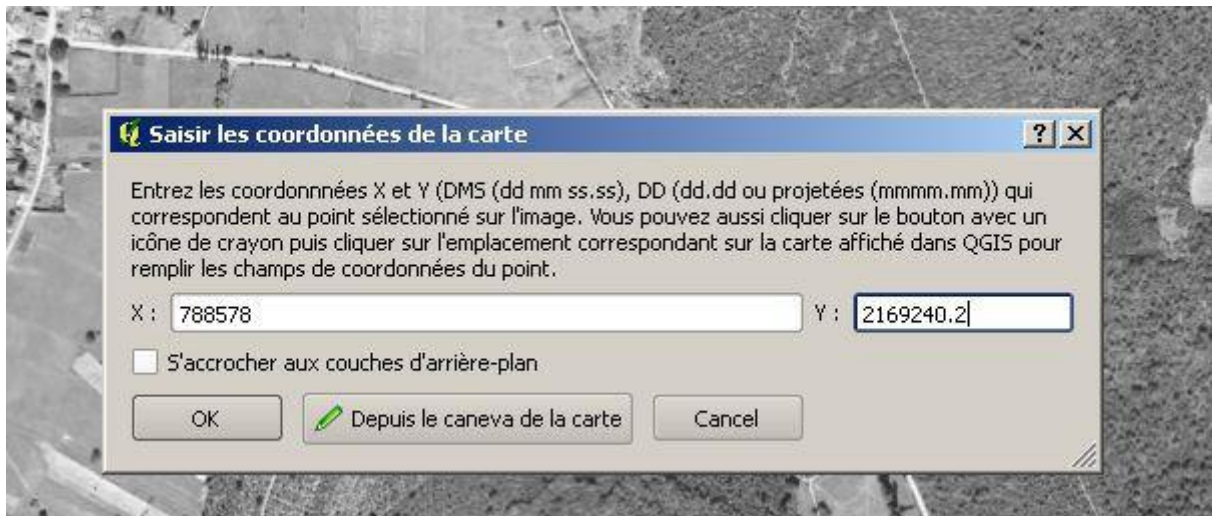 Saisir les coordonnées de la carte
Entrez les coordonnnées X et Y (DMS (dd mm ss.ss), DD (dd.dd ou projetées (mmmm.mm)) qui
correspondent au point sélectionné sur l'image. Vous pouvez aussi cliquer sur le bouton avec un
icône de crayon puis cliquer sur l'emplacement correspondant sur la carte affiché dans QGIS pour
remplir les champs de coordonnées du point.
X : 788578 Y : 2169240.2
S'accrocher aux couches d'arrière-plan
OK Depuis le caneva de la carte Cancel